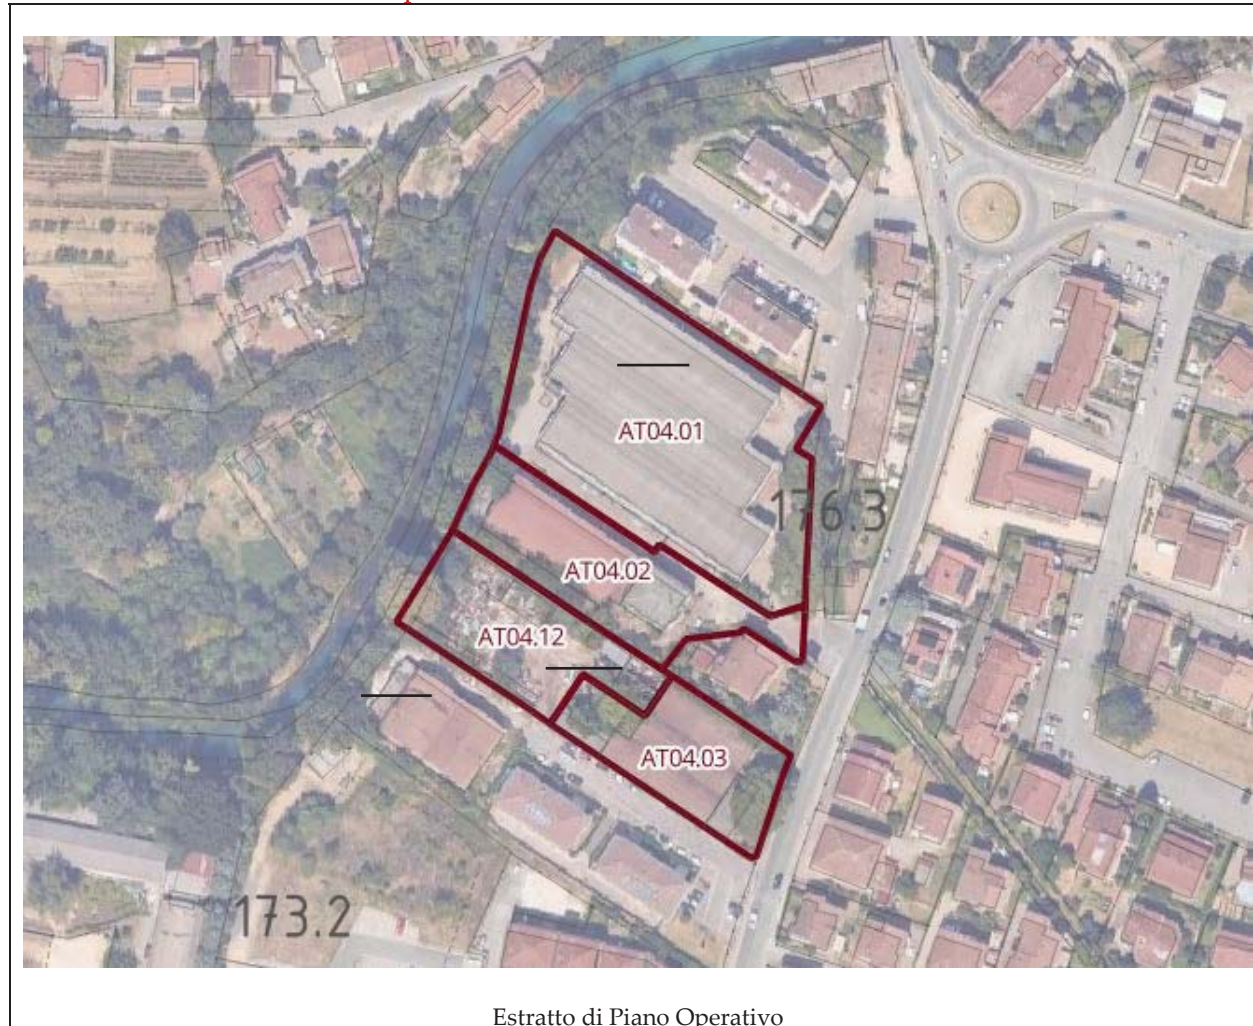 AT04.01
176.3
AT04.02
AT04.12
AT04.03
173.2
Estratto di Piano Operativo